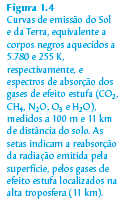 Figura 1.4
Curvas de emissão do Sol
e da Terra, equivalente a
corpos negros aquecidos a
5.780 e 255 K,
respectivamente, e
espectros de absorção dos
gases de efeito estufa (CO₂,
CH₄, N₂O, O₃ e H₂O),
medidos a 100 m e 11 km
de distância do solo. As
setas indicam a reabsorção
da radiação emitida pela
superfície, pelos gases de
efeito estufa localizados na
alta troposfera (11 km).